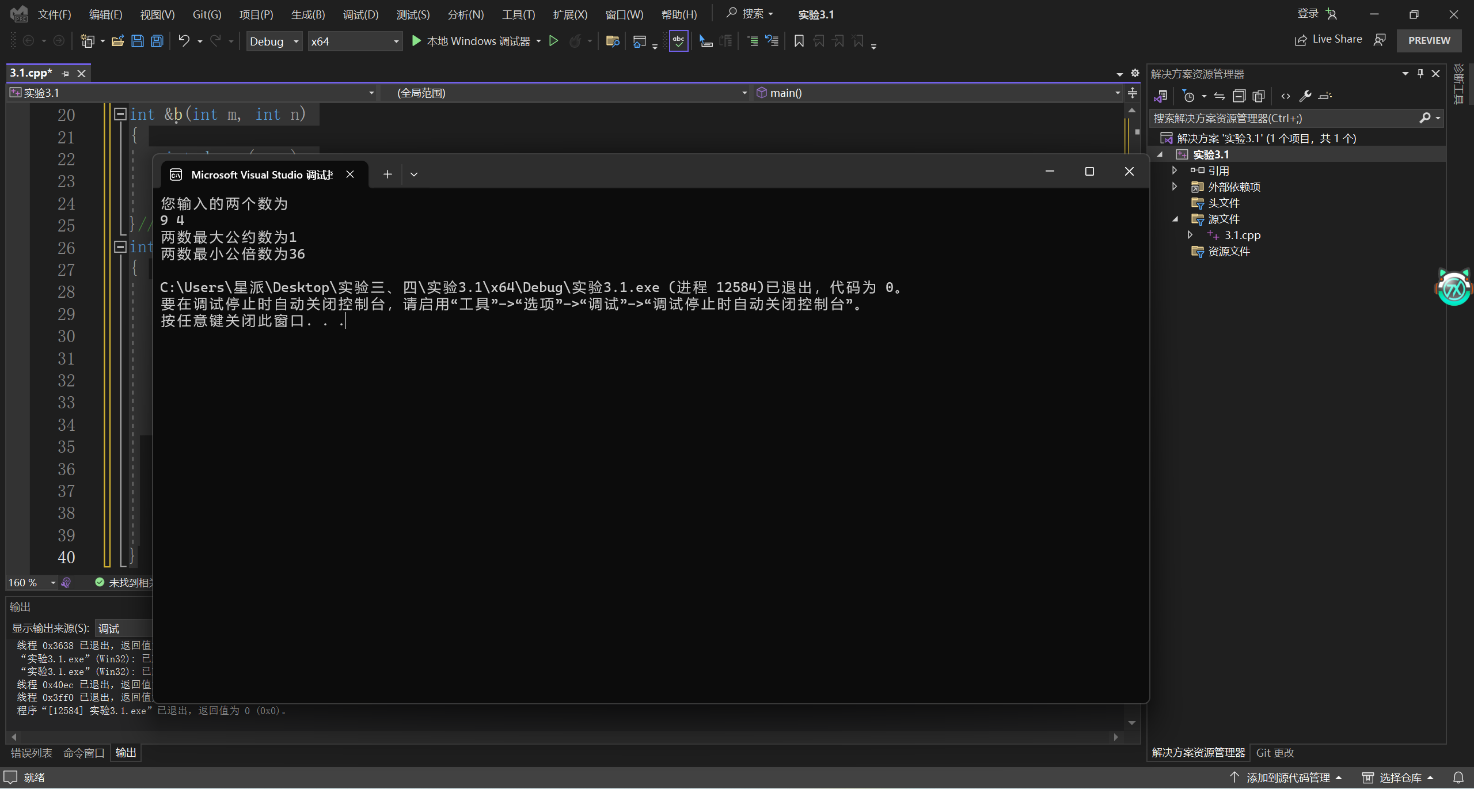 文件(F) 编辑(E) 视图(V) Git(G) 项目(P) 生成(B) 调试(D) 测试(S) 分析(N) 工具(T) 扩展(X) 窗口(W) 帮助(H) 搜索 实验3.1 登录
Debug x64 本地 Windows 调试器 Live Share PREVIEW
3.1.cpp*
实验3.1 (全局范围) main()
20 int &b(int m, int n)
21 {
22
23
24
25 }//
26 int
27 {
28
29
30
31
32
33
34
35
36
37
38
39
40 }
Microsoft Visual Studio 调试
您输入的两个数为
9 4
两数最大公约数为1
两数最小公倍数为36
C:\Users\星派\Desktop\实验三、四\实验3.1\x64\Debug\实验3.1.exe (进程 12584)已退出，代码为 0。
要在调试停止时自动关闭控制台，请启用“工具”->“选项”->“调试”->“调试停止时自动关闭控制台”。
按任意键关闭此窗口. . .
160 % 未找到相
输出
显示输出来源(S): 调试
线程 0x3638 已退出，返回值
“实验3.1.exe”(Win32): 已
“实验3.1.exe”(Win32): 已
线程 0x40ec 已退出，返回值
线程 0x3ff0 已退出，返回值
程序“[12584] 实验3.1.exe”已退出，返回值为 0 (0x0)。
错误列表 命令窗口 输出
就绪
解决方案资源管理器
搜索解决方案资源管理器(Ctrl+;)
解决方案 '实验3.1' (1 个项目，共 1 个)
实验3.1
引用
外部依赖项
头文件
源文件
3.1.cpp
资源文件
解决方案资源管理器 Git 更改
添加到源代码管理 选择仓库
诊断工具